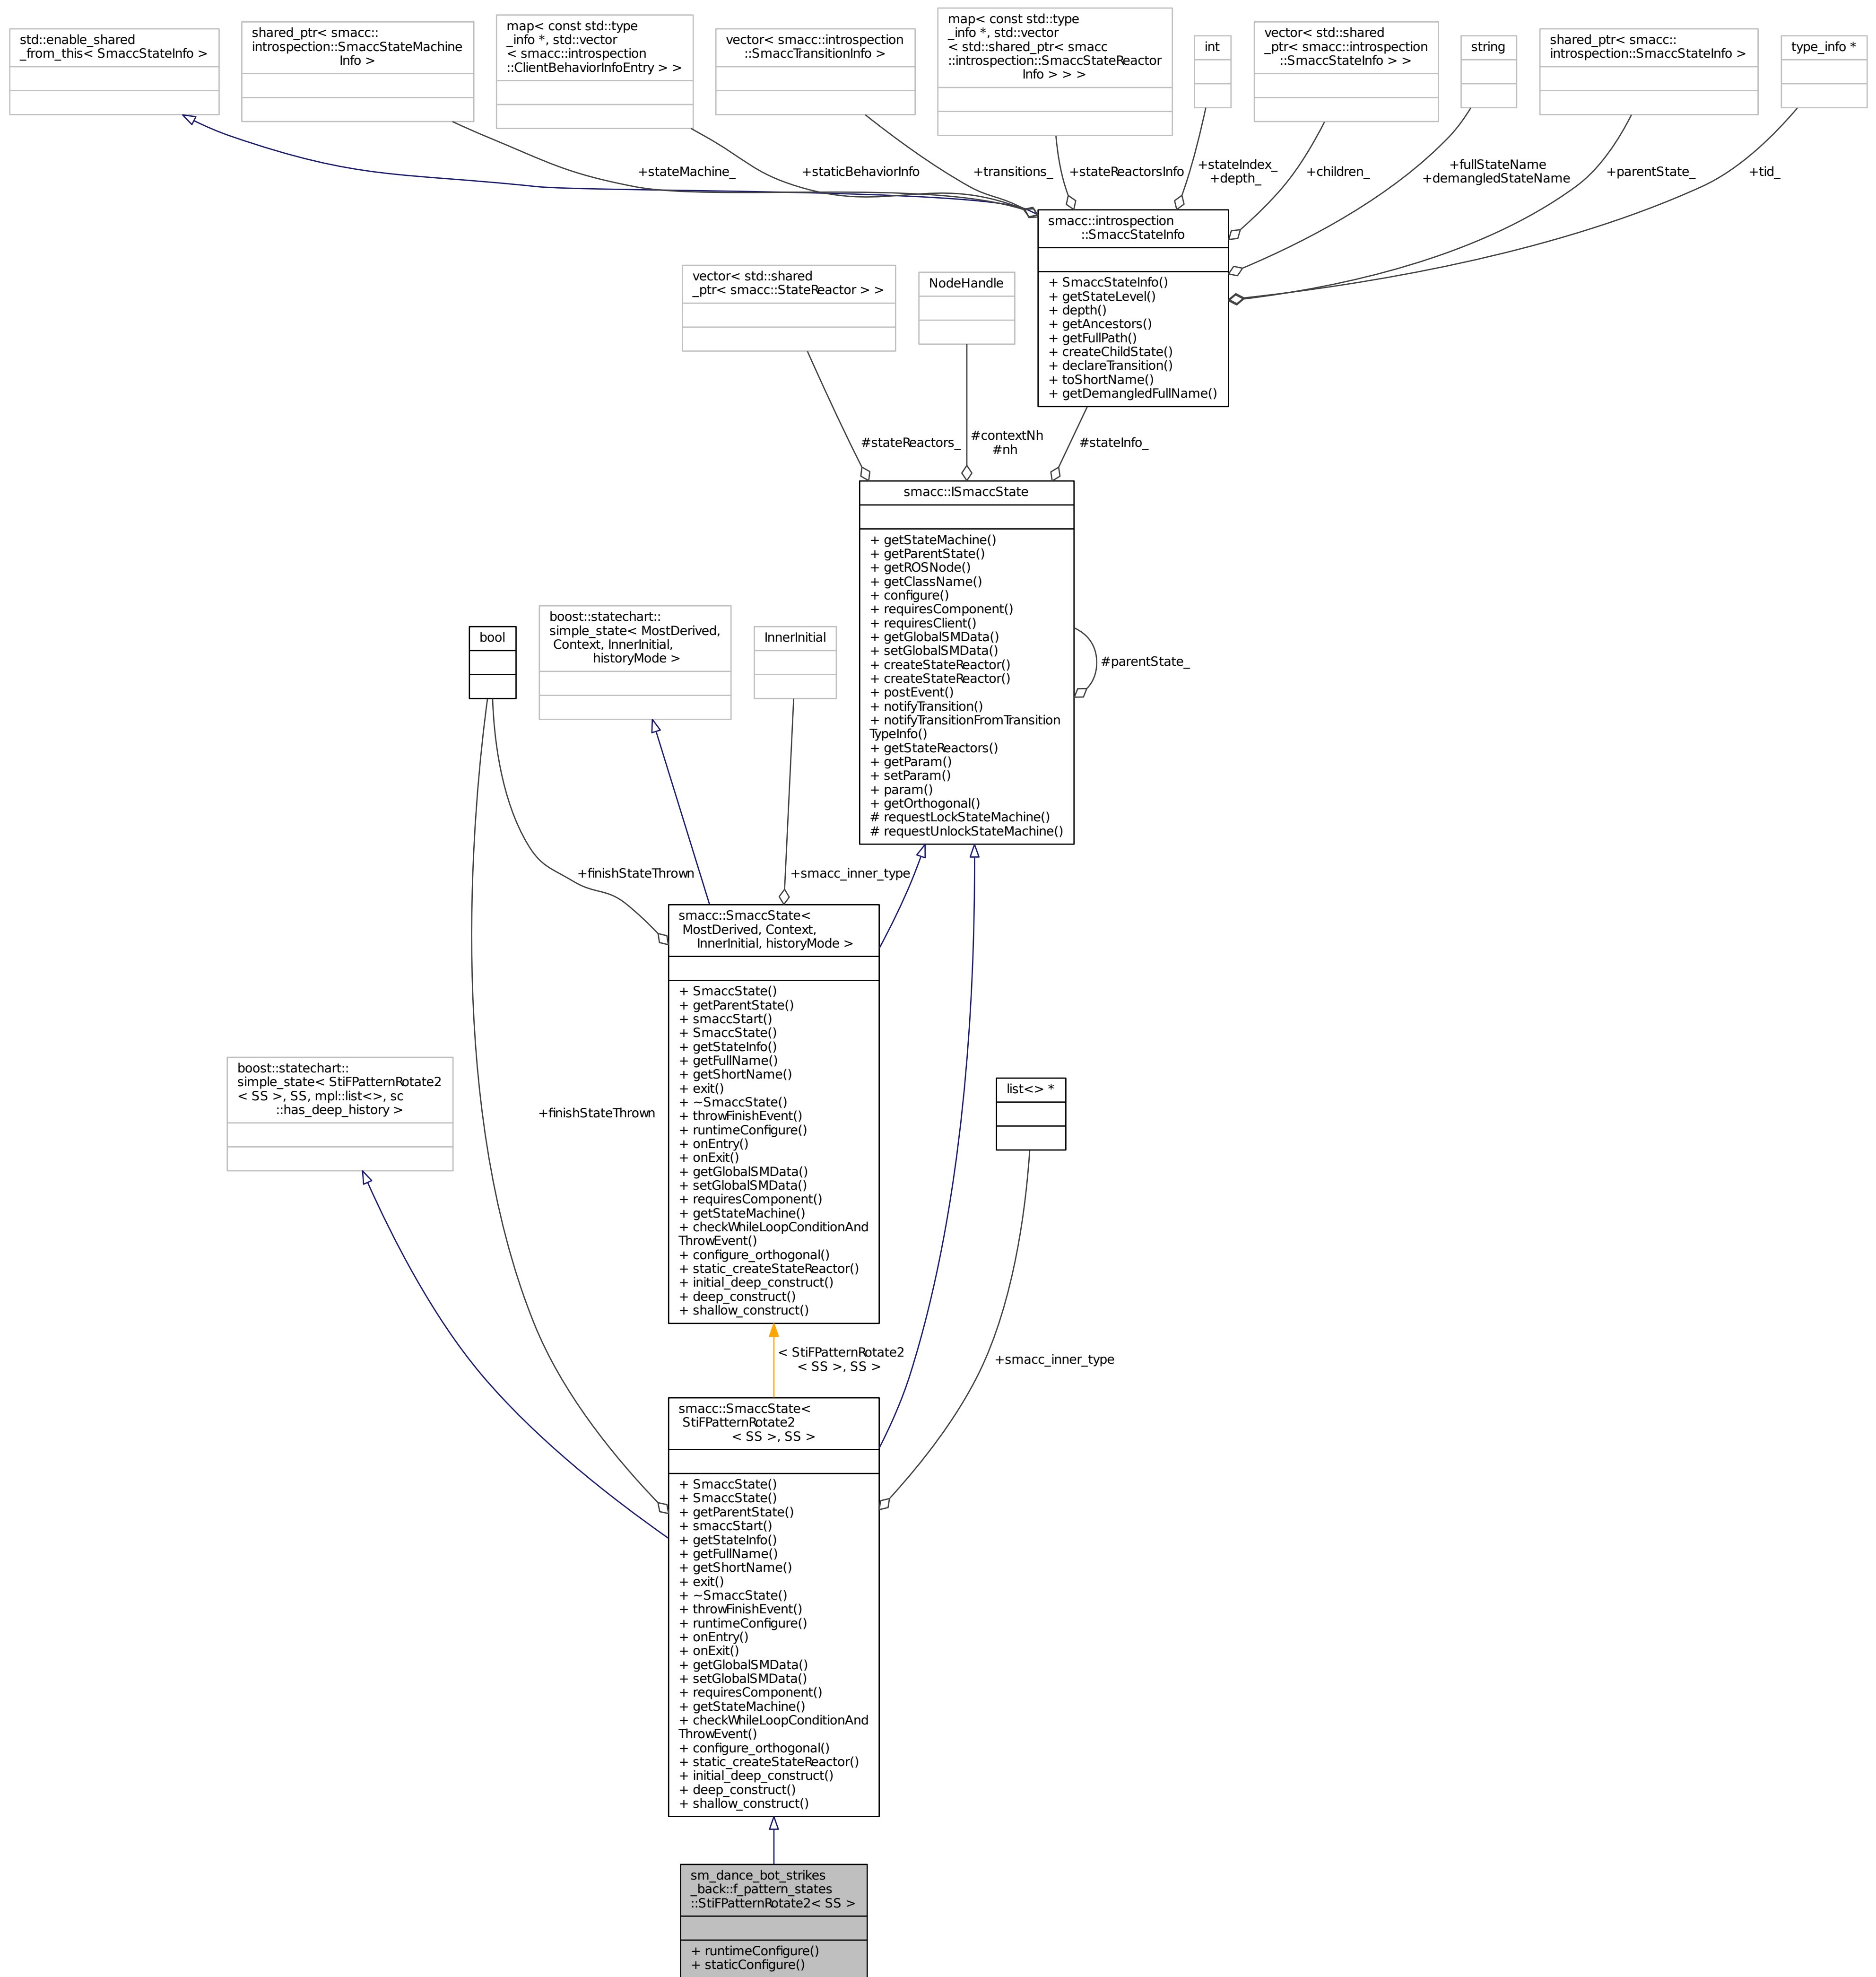 std::enable_shared
_from_this< SmaccStateInfo >
shared_ptr< smacc::
introspection::SmaccStateMachine
Info >
map< const std::type
_info *, std::vector
< smacc::introspection
::ClientBehaviorInfoEntry > >
vector< smacc::introspection
::SmaccTransitionInfo >
map< const std::type
_info *, std::vector
< std::shared_ptr< smacc
::introspection::SmaccStateReactor
Info > > >
int
vector< std::shared
_ptr< smacc::introspection
::SmaccStateInfo > >
string
shared_ptr< smacc::
introspection::SmaccStateInfo >
type_info *
+stateMachine_
+staticBehaviorInfo
+transitions_
+stateReactorsInfo
+stateIndex_
+depth_
+children_
+fullStateName
+demangledStateName
+parentState_
+tid_
smacc::introspection
::SmaccStateInfo
+ SmaccStateInfo()
+ getStateLevel()
+ depth()
+ getAncestors()
+ getFullPath()
+ createChildState()
+ declareTransition()
+ toShortName()
+ getDemangledFullName()
vector< std::shared
_ptr< smacc::StateReactor > >
NodeHandle
#stateReactors_
#contextNh
#nh
#stateInfo_
smacc::ISmaccState
+ getStateMachine()
+ getParentState()
+ getROSNode()
+ getClassName()
+ configure()
+ requiresComponent()
+ requiresClient()
+ getGlobalSMData()
+ setGlobalSMData()
+ createStateReactor()
+ createStateReactor()
+ postEvent()
+ notifyTransition()
+ notifyTransitionFromTransition
TypeInfo()
+ getStateReactors()
+ getParam()
+ setParam()
+ param()
+ getOrthogonal()
# requestLockStateMachine()
# requestUnlockStateMachine()
#parentState_
bool
boost::statechart::
simple_state< MostDerived,
Context, InnerInitial,
historyMode >
InnerInitial
+finishStateThrown
+smacc_inner_type
smacc::SmaccState<
MostDerived, Context,
InnerInitial, historyMode >
+ SmaccState()
+ getParentState()
+ smaccStart()
+ SmaccState()
+ getStateInfo()
+ getFullName()
+ getShortName()
+ exit()
+ ~SmaccState()
+ throwFinishEvent()
+ runtimeConfigure()
+ onEntry()
+ onExit()
+ getGlobalSMData()
+ setGlobalSMData()
+ requiresComponent()
+ getStateMachine()
+ checkWhileLoopConditionAnd
ThrowEvent()
+ configure_orthogonal()
+ static_createStateReactor()
+ initial_deep_construct()
+ deep_construct()
+ shallow_construct()
boost::statechart::
simple_state< StiFPatternRotate2
< SS >, SS, mpl::list<>, sc
::has_deep_history >
+finishStateThrown
list<> *
< StiFPatternRotate2
< SS >, SS >
+smacc_inner_type
smacc::SmaccState<
StiFPatternRotate2
< SS >, SS >
+ SmaccState()
+ SmaccState()
+ getParentState()
+ smaccStart()
+ getStateInfo()
+ getFullName()
+ getShortName()
+ exit()
+ ~SmaccState()
+ throwFinishEvent()
+ runtimeConfigure()
+ onEntry()
+ onExit()
+ getGlobalSMData()
+ setGlobalSMData()
+ requiresComponent()
+ getStateMachine()
+ checkWhileLoopConditionAnd
ThrowEvent()
+ configure_orthogonal()
+ static_createStateReactor()
+ initial_deep_construct()
+ deep_construct()
+ shallow_construct()
sm_dance_bot_strikes
_back::f_pattern_states
::StiFPatternRotate2< SS >
+ runtimeConfigure()
+ staticConfigure()